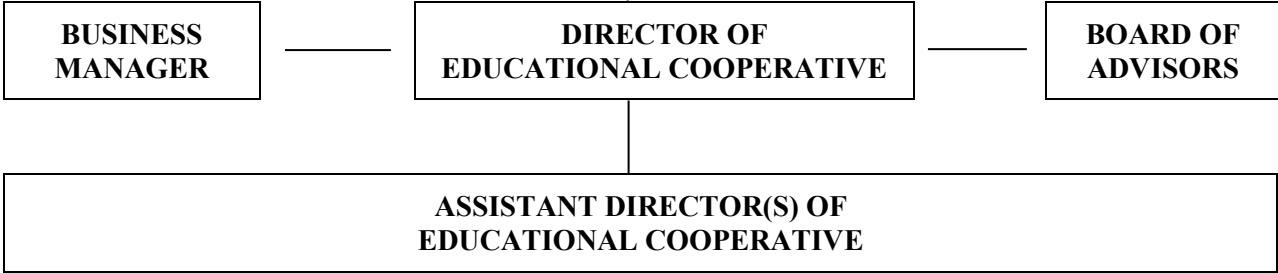 BUSINESS
MANAGER
DIRECTOR OF
EDUCATIONAL COOPERATIVE
BOARD OF
ADVISORS
ASSISTANT DIRECTOR(S) OF
EDUCATIONAL COOPERATIVE